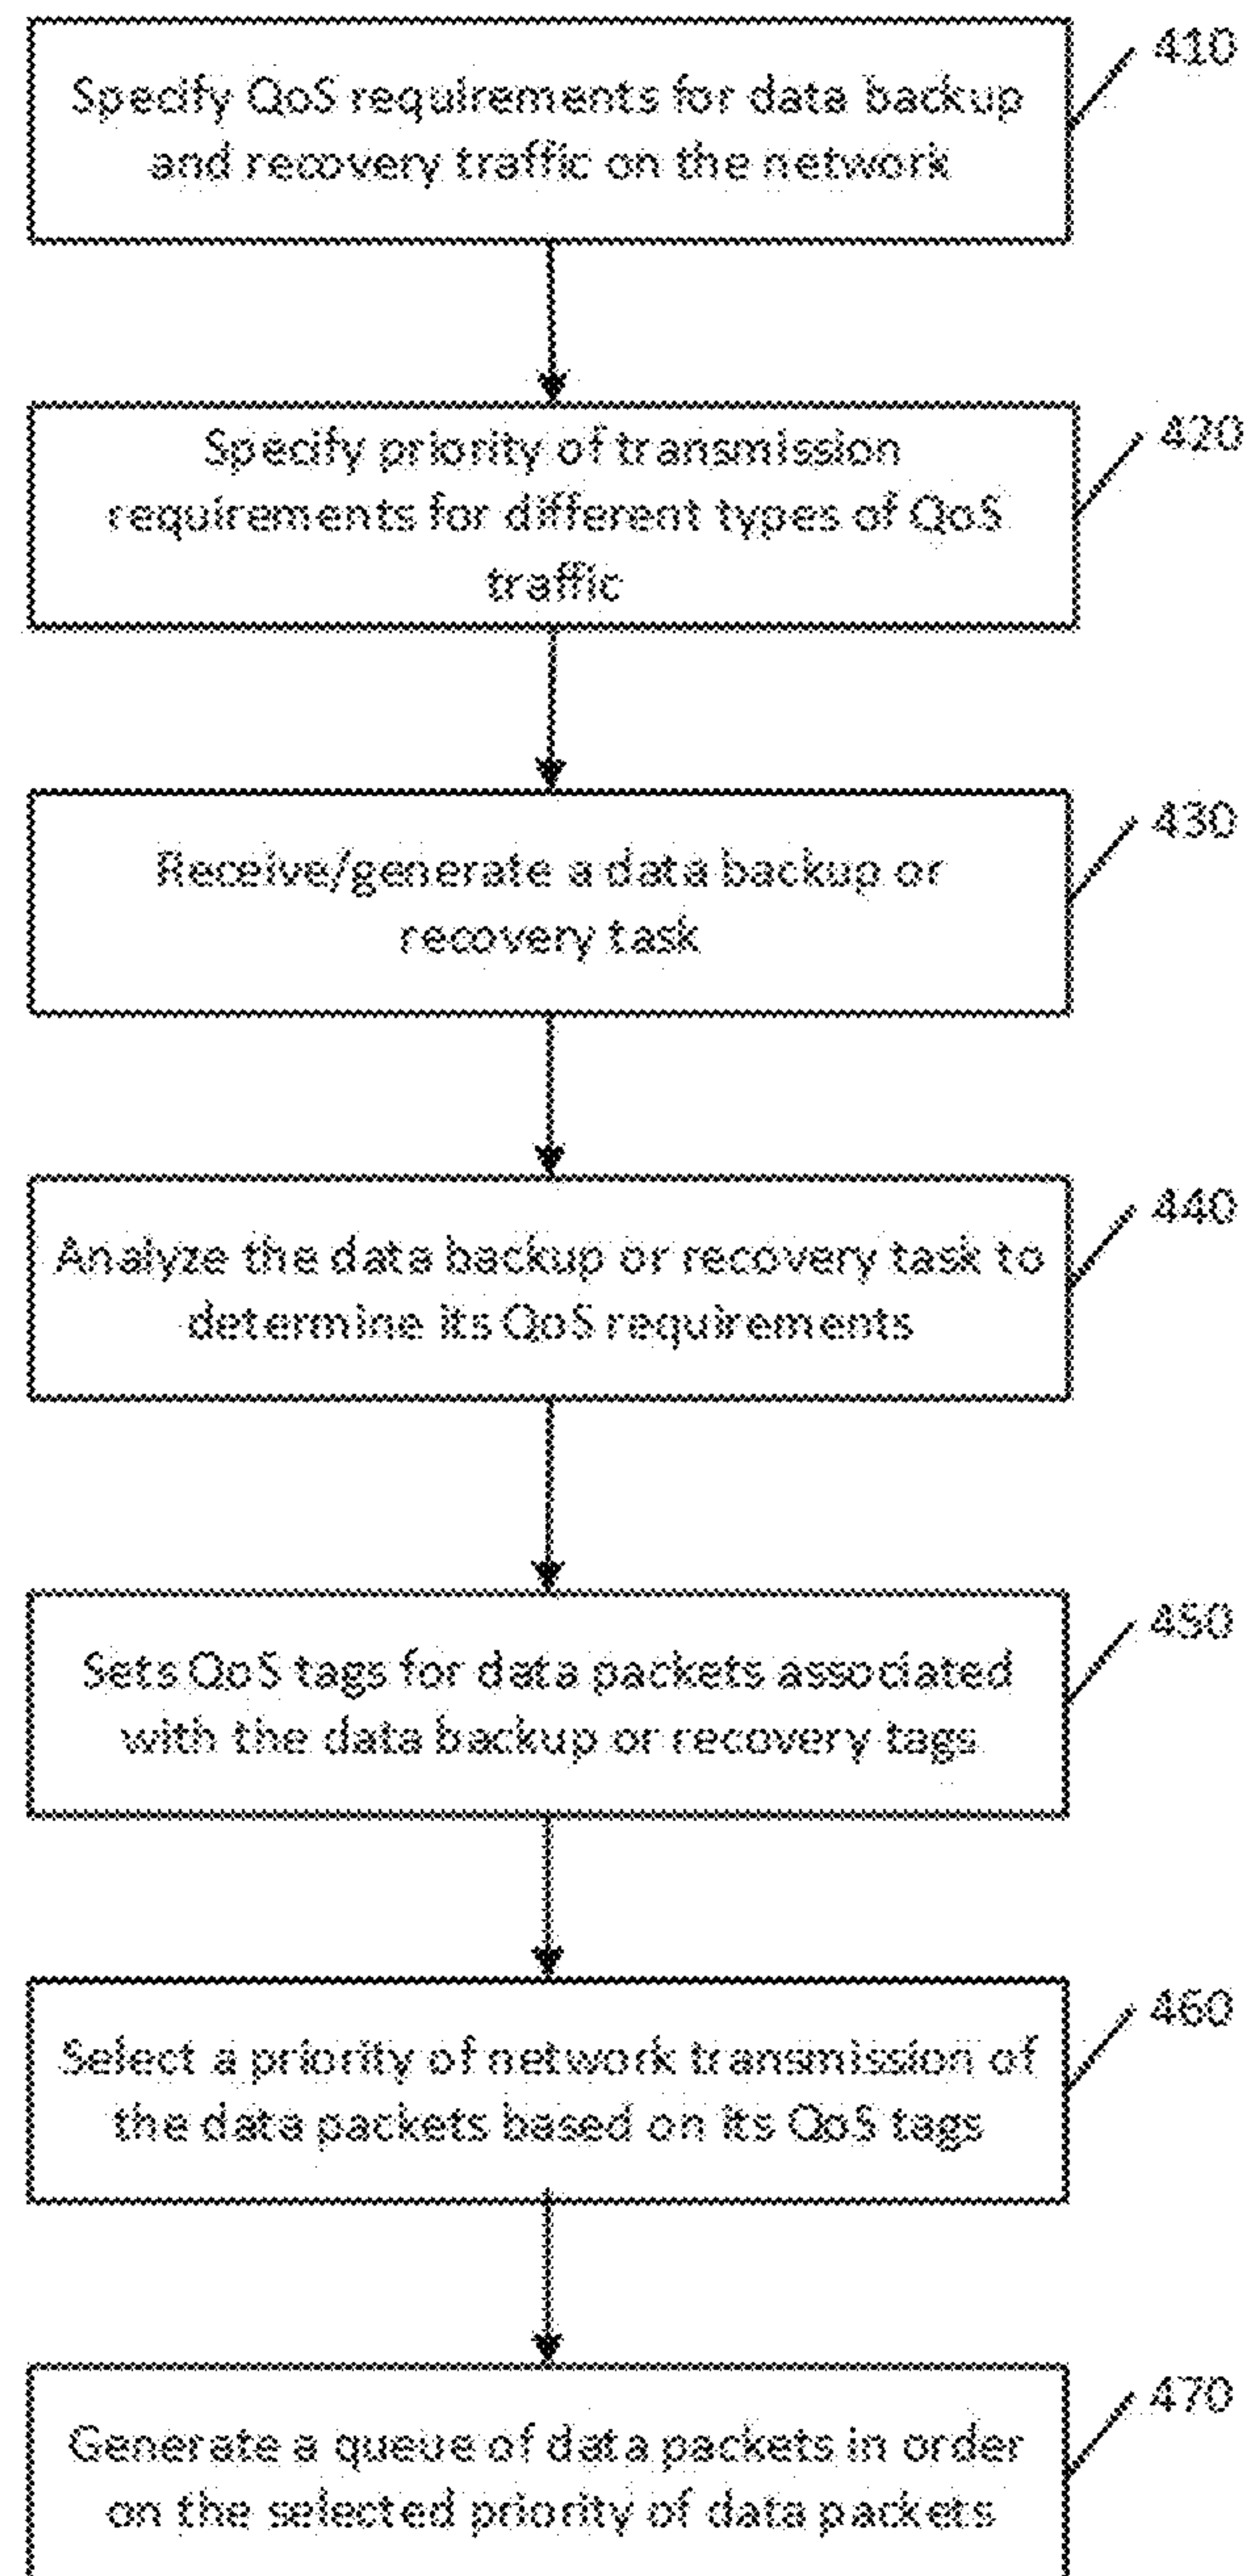 410
Specify QoS requirements for data backup
and recovery traffic on the network
420
Specify priority of transmission
requirements for different types of QoS
traffic
430
Receive/generate a data backup or
recovery task
440
Analyze the data backup or recovery task to
determine its QoS requirements
450
Sets QoS tags for data packets associated
with the data backup or recovery tags
460
Select a priority of network transmission of
the data packets based on its QoS tags
470
Generate a queue of data packets in order
on the selected priority of data packets